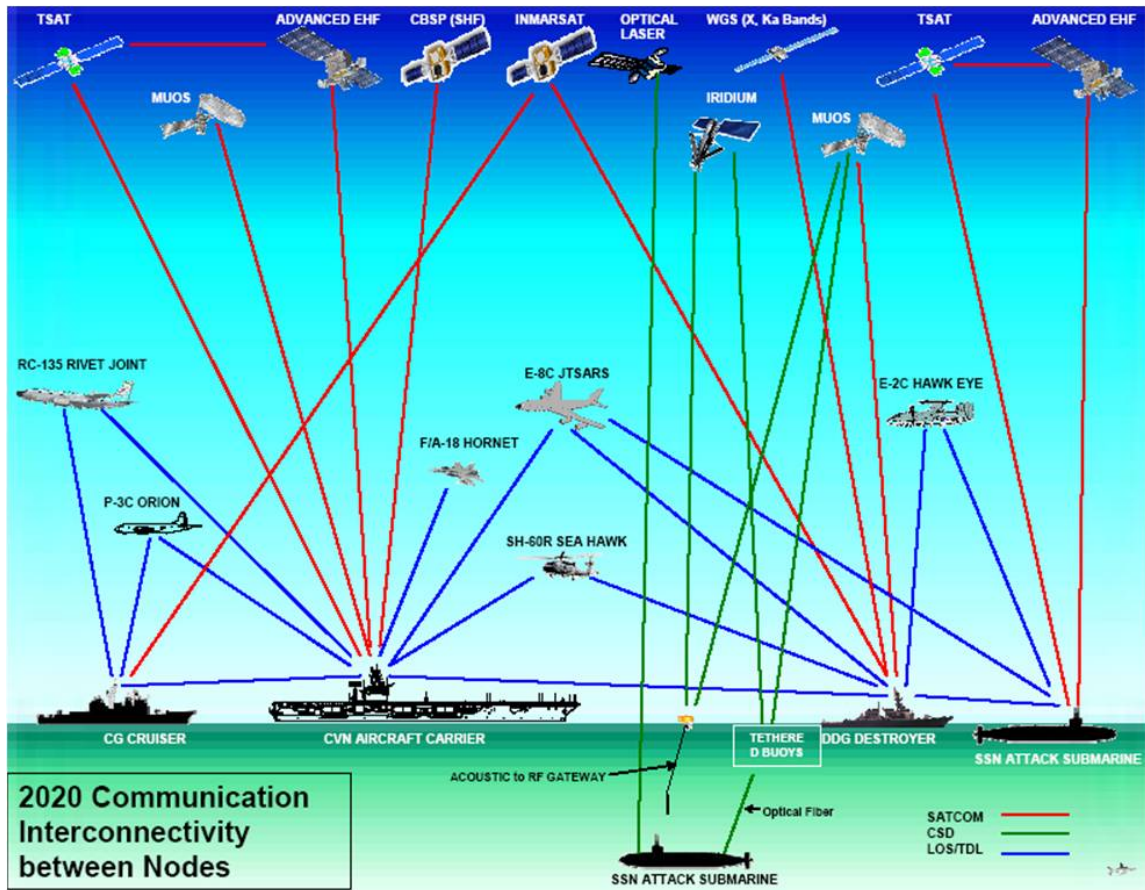 TSAT
ADVANCED EHF
CBSP (SHF)
INMARSAT
OPTICAL
LASER
WGS (X, Ka Bands)
TSAT
ADVANCED EHF
MUOS
IRIDIUM
MUOS
RC-135 RIVET JOINT
E-8C JTSARS
E-2C HAWK EYE
F/A-18 HORNET
P-3C ORION
SH-60R SEA HAWK
CG CRUISER
CVN AIRCRAFT CARRIER
TETHERE
D BUOYS
DDG DESTROYER
SSN ATTACK SUBMARINE
ACOUSTIC to RF GATEWAY
Optical Fiber
2020 Communication
Interconnectivity
between Nodes
SATCOM
CSD
LOS/TDL
SSN ATTACK SUBMARINE